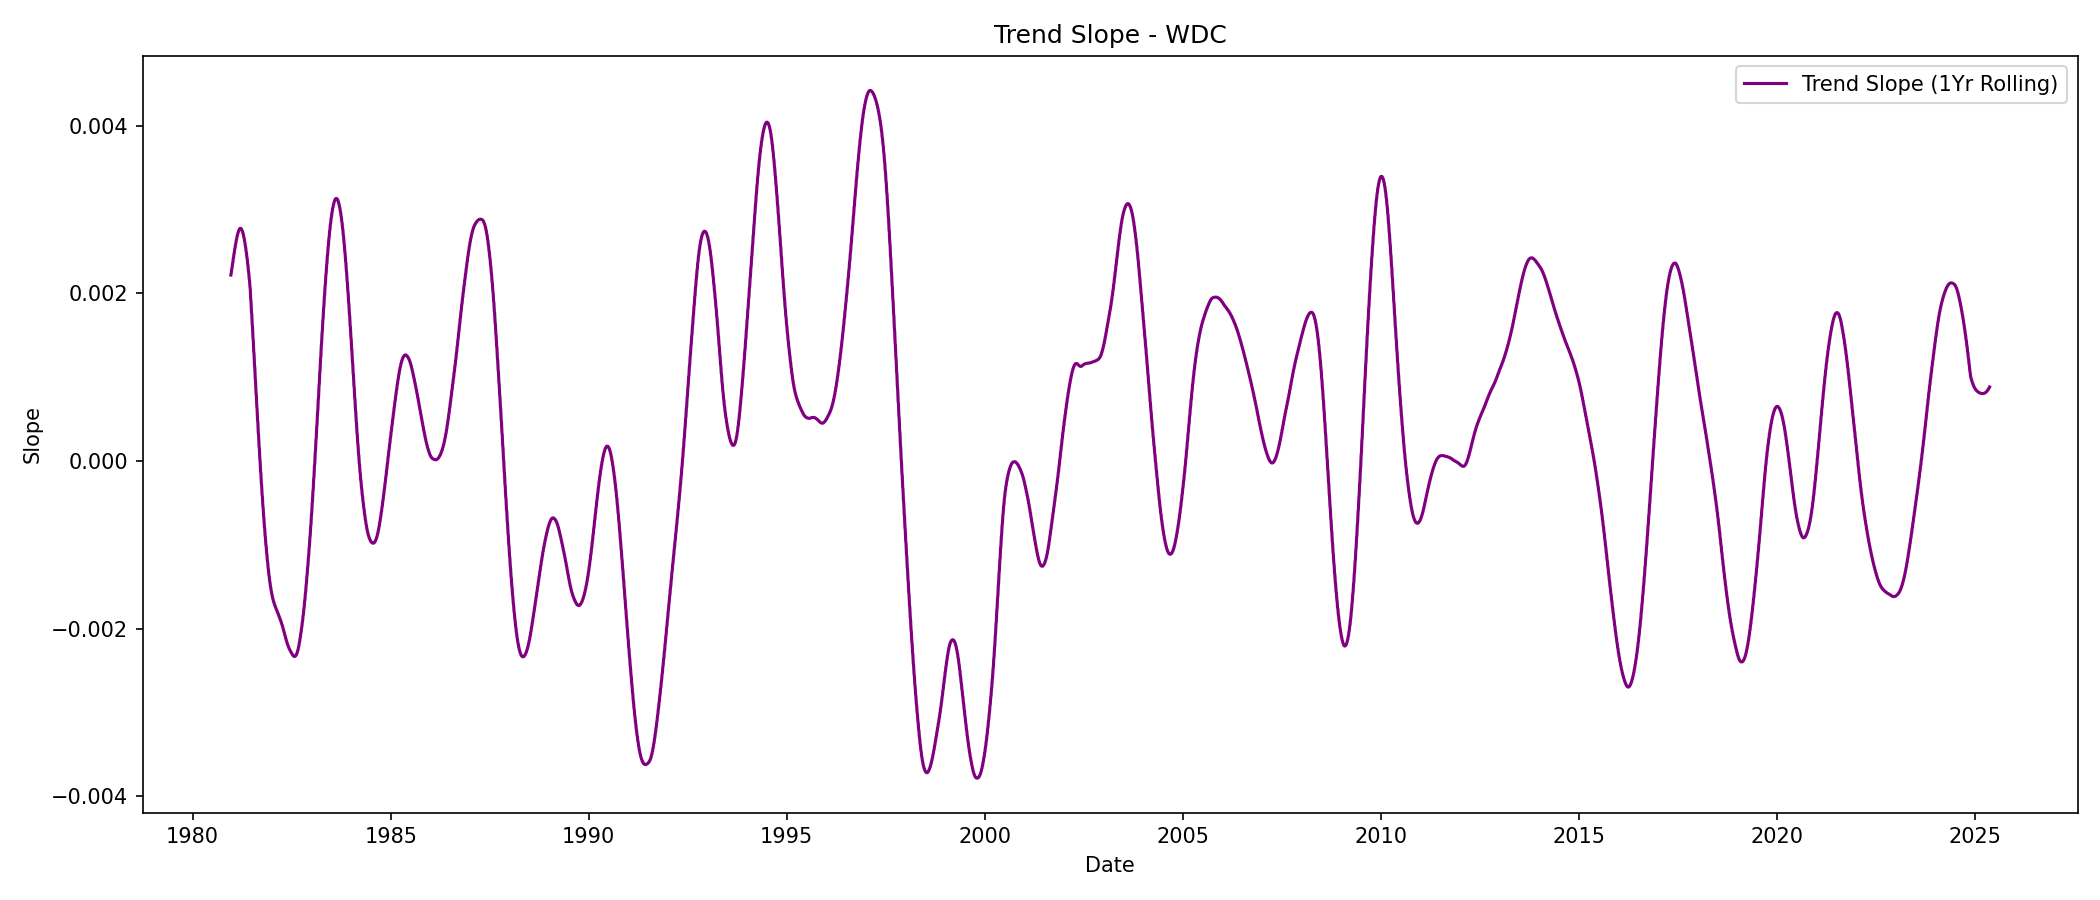 Trend Slope - WDC
Trend Slope (1Yr Rolling)
Slope
0.004
0.002
0.000
−0.002
−0.004
1980 1985 1990 1995 2000 2005 2010 2015 2020 2025
Date